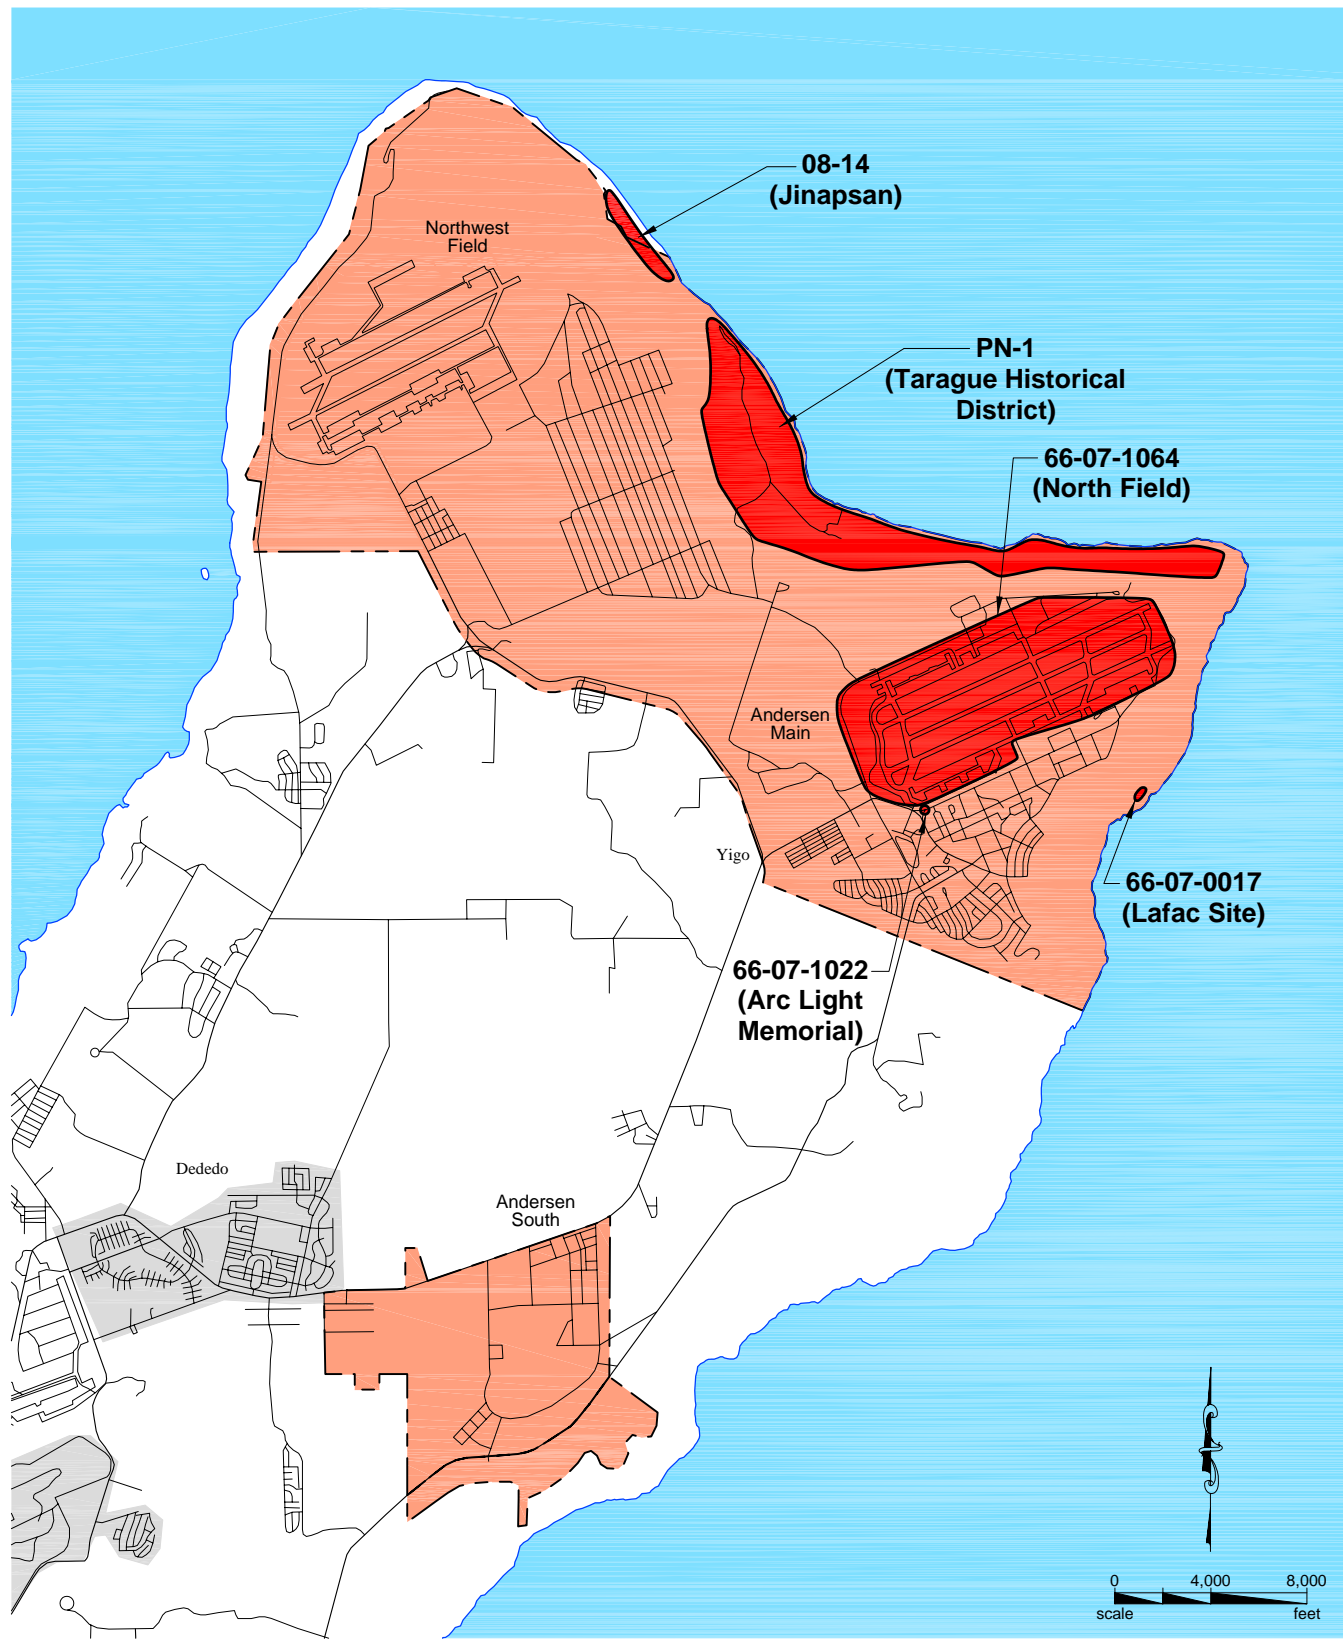 08-14
(Jinapsan)
Northwest
Field
PN-1
(Tarague Historical
District)
66-07-1064
(North Field)
Andersen
Main
Yigo
66-07-0017
(Lafac Site)
66-07-1022
(Arc Light
Memorial)
Dededo
Andersen
South
0 4,000 8,000
scale feet